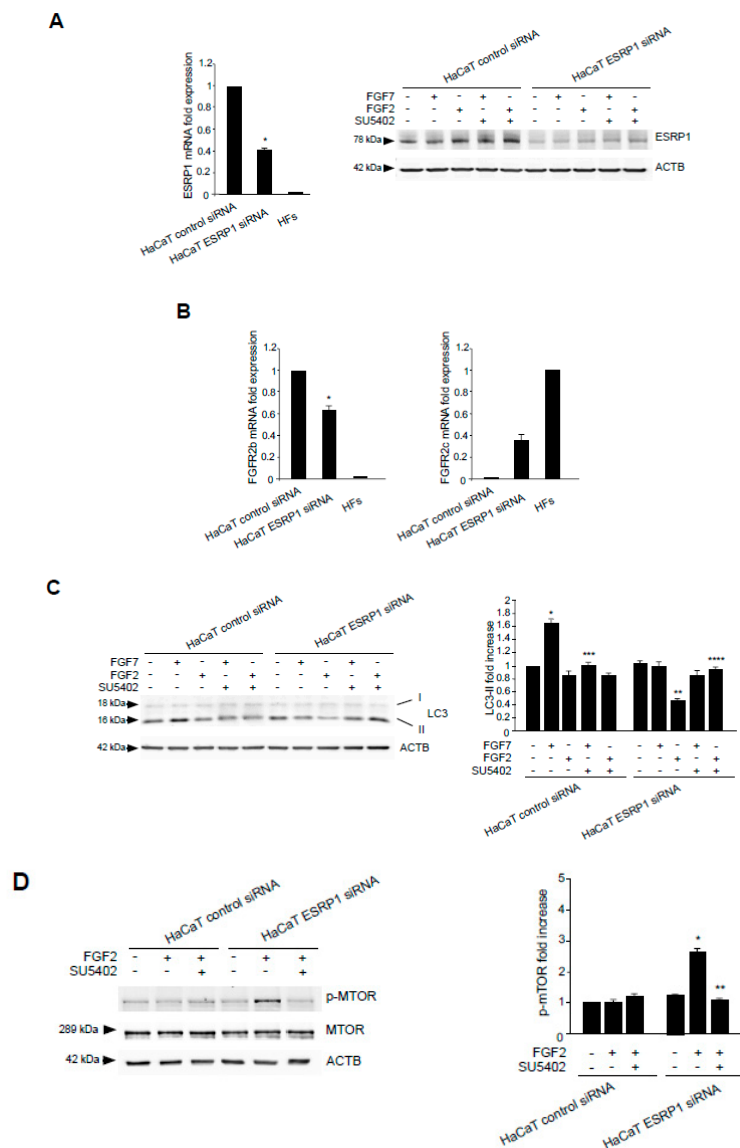 A
ESRP1 mRNA fold expression
1.2
1
0.8
0.6
0.4
0.2
0
*
HaCaT control siRNA
HaCaT ESRP1 siRNA
HFs
HaCaT control siRNA
HaCaT ESRP1 siRNA
FGF7 - + - + - - + - + -
FGF2 - - + - + - - + - +
SU5402 - - - + + - - - + +
78 kDa
ESRP1
42 kDa
ACTB
B
FGFR2b mRNA fold expression
1.2
1
0.8
0.6
0.4
0.2
0
*
HaCaT control siRNA
HaCaT ESRP1 siRNA
HFs
FGFR2c mRNA fold expression
1.2
1
0.8
0.6
0.4
0.2
0
HaCaT control siRNA
HaCaT ESRP1 siRNA
HFs
C
HaCaT control siRNA
HaCaT ESRP1 siRNA
FGF7 - + - + - - + - + -
FGF2 - - + - + - - + - +
SU5402 - - - + + - - - + +
18 kDa
I
LC3
16 kDa
II
42 kDa
ACTB
LC3-II fold increase
2
1.8
1.6
1.4
1.2
1
0.8
0.6
0.4
0.2
0
*
***
**
****
FGF7 - + - + - - + - + -
FGF2 - - + - + - - + - +
SU5402 - - - + + - - - + +
HaCaT control siRNA
HaCaT ESRP1 siRNA
D
HaCaT control siRNA
HaCaT ESRP1 siRNA
FGF2 - + + - + +
SU5402 - - + - - +
p-MTOR
289 kDa
MTOR
42 kDa
ACTB
p-mTOR fold increase
5
4
3
2
1
0
*
**
FGF2 - + + - + +
SU5402 - - + - - +
HaCaT control siRNA
HaCaT ESRP1 siRNA